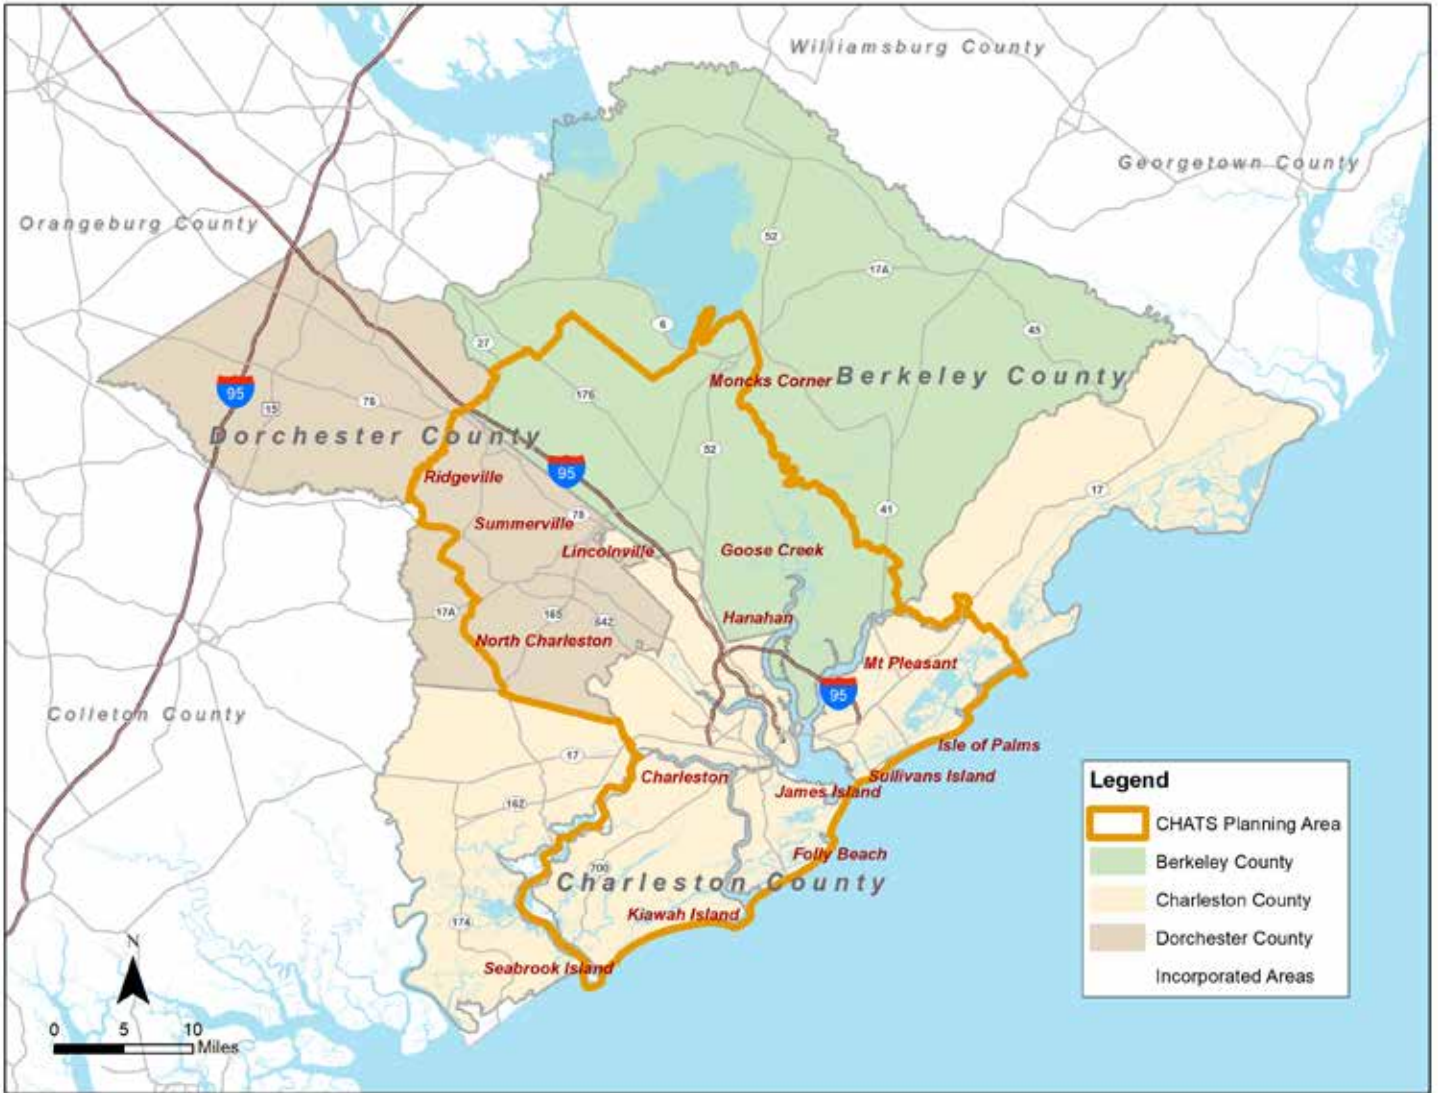 Williamsburg County
Georgetown County
Orangeburg County
52
17A
6
45
27
Moncks Corner
Berkeley County
95
15
78
176
Dorchester County
52
Ridgeville
95
17
41
Summerville
78
Lincolnville
Goose Creek
17A
165
642
Hanahan
North Charleston
Mt Pleasant
95
Colleton County
Isle of Palms
17
Charleston
Sullivans Island
James Island
162
Folly Beach
700
Charleston County
Kiawah Island
174
Seabrook Island
N
0 5 10
Miles
Legend
CHATS Planning Area
Berkeley County
Charleston County
Dorchester County
Incorporated Areas